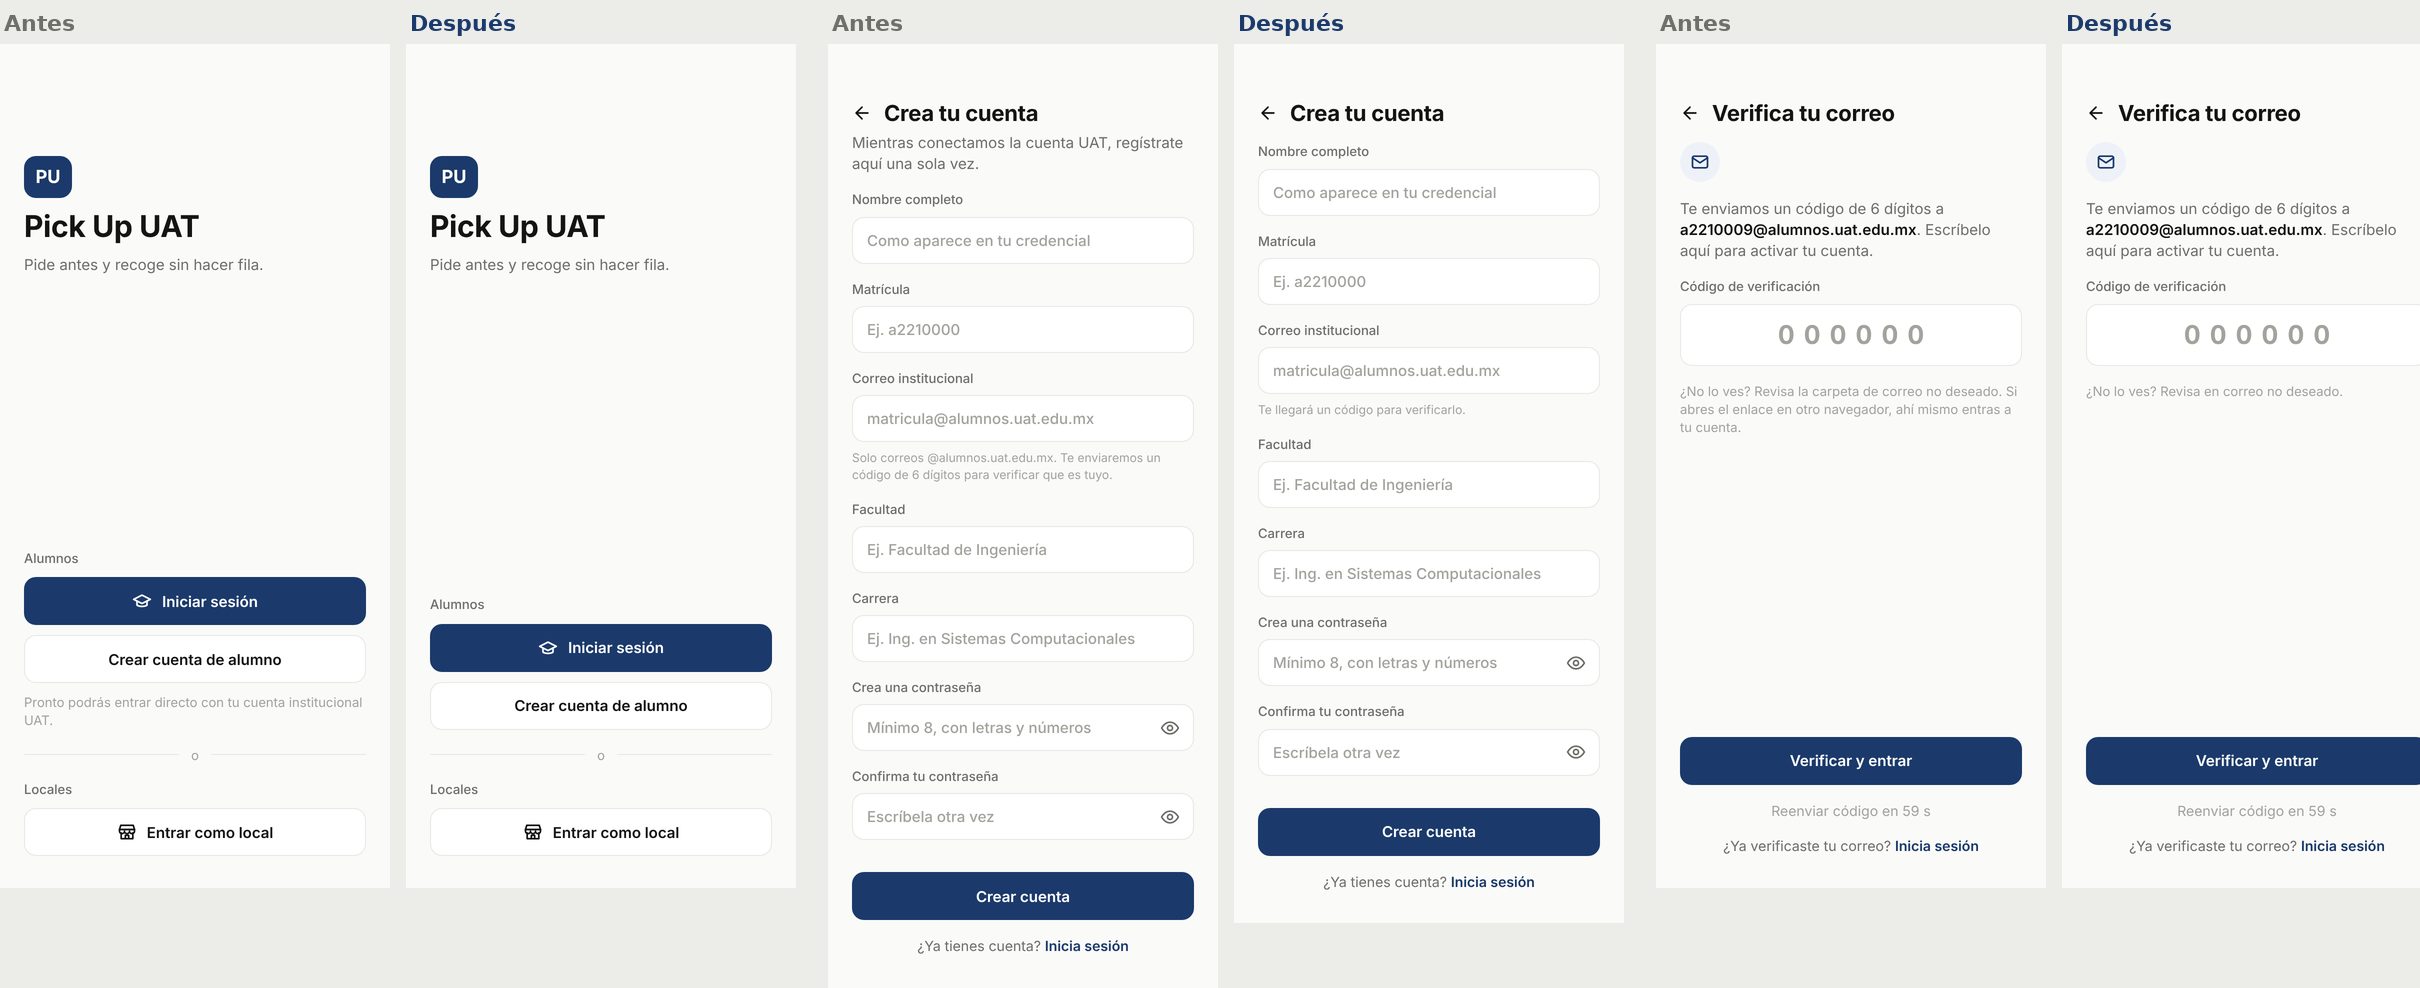 Antes
PU
Pick Up UAT
Pide antes y recoge sin hacer fila.
Alumnos
Iniciar sesión
Crear cuenta de alumno
Pronto podrás entrar directo con tu cuenta institucional
UAT.
o
Locales
Entrar como local
Después
PU
Pick Up UAT
Pide antes y recoge sin hacer fila.
Alumnos
Iniciar sesión
Crear cuenta de alumno
o
Locales
Entrar como local
Antes
Crea tu cuenta
Mientras conectamos la cuenta UAT, regístrate
aquí una sola vez.
Nombre completo
Como aparece en tu credencial
Matrícula
Ej. a2210000
Correo institucional
matricula@alumnos.uat.edu.mx
Solo correos @alumnos.uat.edu.mx. Te enviaremos un
código de 6 dígitos para verificar que es tuyo.
Facultad
Ej. Facultad de Ingeniería
Carrera
Ej. Ing. en Sistemas Computacionales
Crea una contraseña
Mínimo 8, con letras y números
Confirma tu contraseña
Escríbela otra vez
Crear cuenta
¿Ya tienes cuenta? Inicia sesión
Después
Crea tu cuenta
Nombre completo
Como aparece en tu credencial
Matrícula
Ej. a2210000
Correo institucional
matricula@alumnos.uat.edu.mx
Te llegará un código para verificarlo.
Facultad
Ej. Facultad de Ingeniería
Carrera
Ej. Ing. en Sistemas Computacionales
Crea una contraseña
Mínimo 8, con letras y números
Confirma tu contraseña
Escríbela otra vez
Crear cuenta
¿Ya tienes cuenta? Inicia sesión
Antes
Verifica tu correo
Te enviamos un código de 6 dígitos a
a2210009@alumnos.uat.edu.mx. Escríbelo
aquí para activar tu cuenta.
Código de verificación
000000
¿No lo ves? Revisa la carpeta de correo no deseado. Si
abres el enlace en otro navegador, ahí mismo entras a
tu cuenta.
Verificar y entrar
Reenviar código en 59 s
¿Ya verificaste tu correo? Inicia sesión
Después
Verifica tu correo
Te enviamos un código de 6 dígitos a
a2210009@alumnos.uat.edu.mx. Escríbelo
aquí para activar tu cuenta.
Código de verificación
000000
¿No lo ves? Revisa en correo no deseado.
Verificar y entrar
Reenviar código en 59 s
¿Ya verificaste tu correo? Inicia sesión